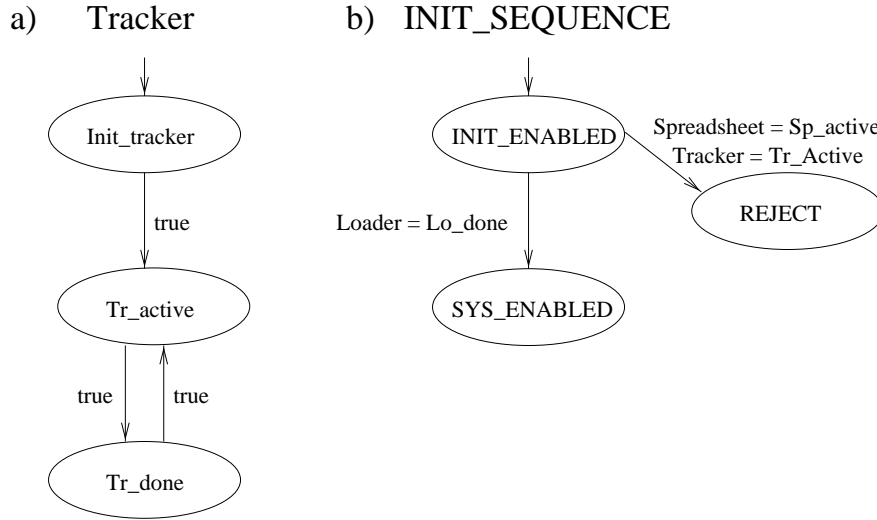 a) Tracker
Init_tracker
true
Tr_active
true
true
Tr_done
b) INIT_SEQUENCE
INIT_ENABLED
Spreadsheet = Sp_active
Tracker = Tr_Active
REJECT
Loader = Lo_done
SYS_ENABLED